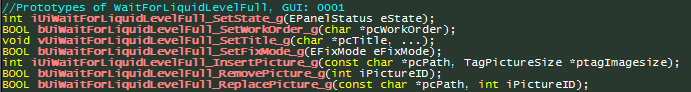 //Prototypes of WaitForLiquidLevelFull, GUI: 0001
int iUiWaitForLiquidLevelFull_SetState_g(EPanelStatus eState);
BOOL bUiWaitForLiquidLevelFull_SetWorkOrder_g(char *pcWorkOrder);
void vUiWaitForLiquidLevelFull_SetTitle_g(char *pcTitle, ...);
BOOL bUiWaitForLiquidLevelFull_SetFixMode_g(EFixMode eFixMode);
int iUiWaitForLiquidLevelFull_InsertPicture_g(const char *pcPath, TagPictureSize *ptagImagesize);
BOOL bUiWaitForLiquidLevelFull_RemovePicture_g(int iPictureID);
BOOL bUiWaitForLiquidLevelFull_ReplacePicture_g(const char *pcPath, int iPictureID);